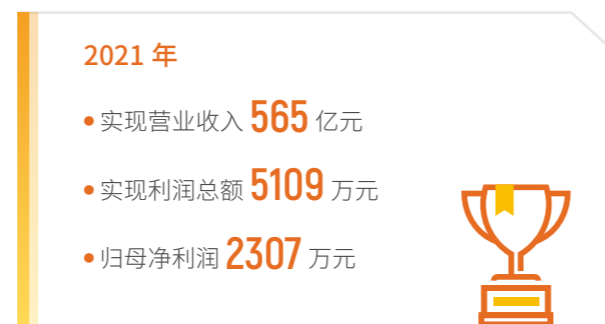 2021 年
• 实现营业收入 565 亿元
• 实现利润总额 5109 万元
• 归母净利润 2307 万元